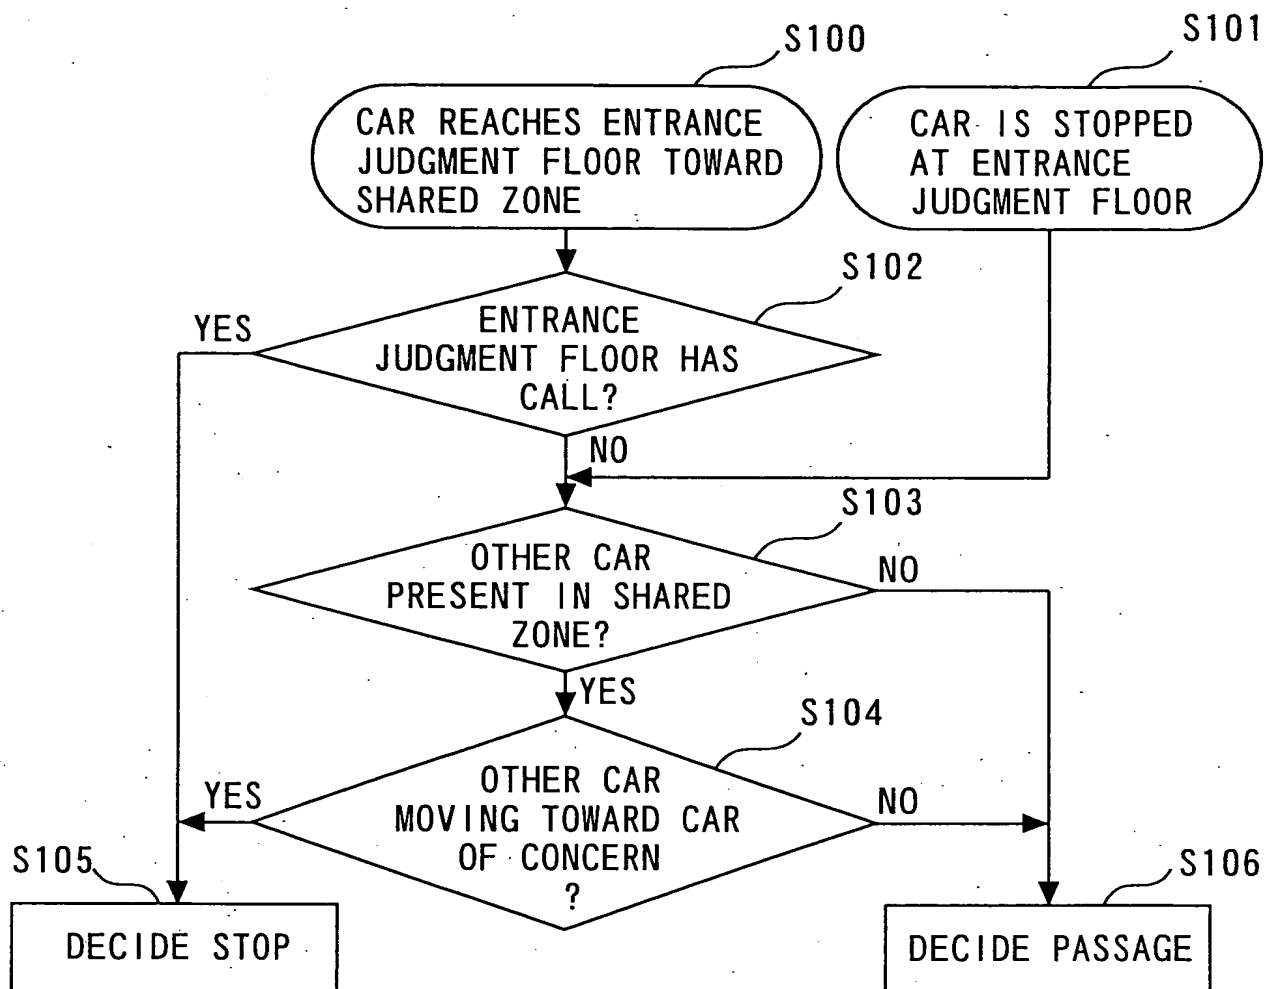 S100
S101
CAR REACHES ENTRANCE
JUDGMENT FLOOR TOWARD
SHARED ZONE
CAR IS STOPPED
AT ENTRANCE
JUDGMENT FLOOR
S102
YES
ENTRANCE
JUDGMENT FLOOR HAS
CALL?
NO
S103
OTHER CAR
PRESENT IN SHARED
ZONE?
NO
YES
S104
OTHER CAR
MOVING TOWARD CAR
OF CONCERN
?
YES
NO
S105
DECIDE STOP
S106
DECIDE PASSAGE